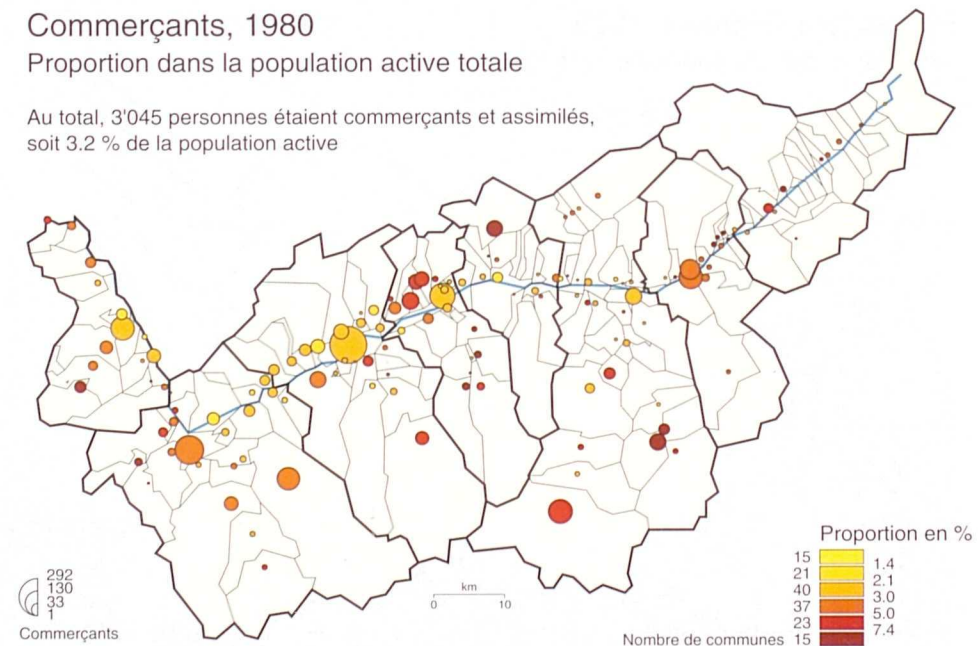 Commerçants, 1980
Proportion dans la population active totale
Au total, 3'045 personnes étaient commerçants et assimilés,
soit 3.2 % de la population active
292
130
33
1
Commerçants
km
0 10
Proportion en %
15
1.4
21
2.1
40
3.0
37
5.0
23
7.4
Nombre de communes 15